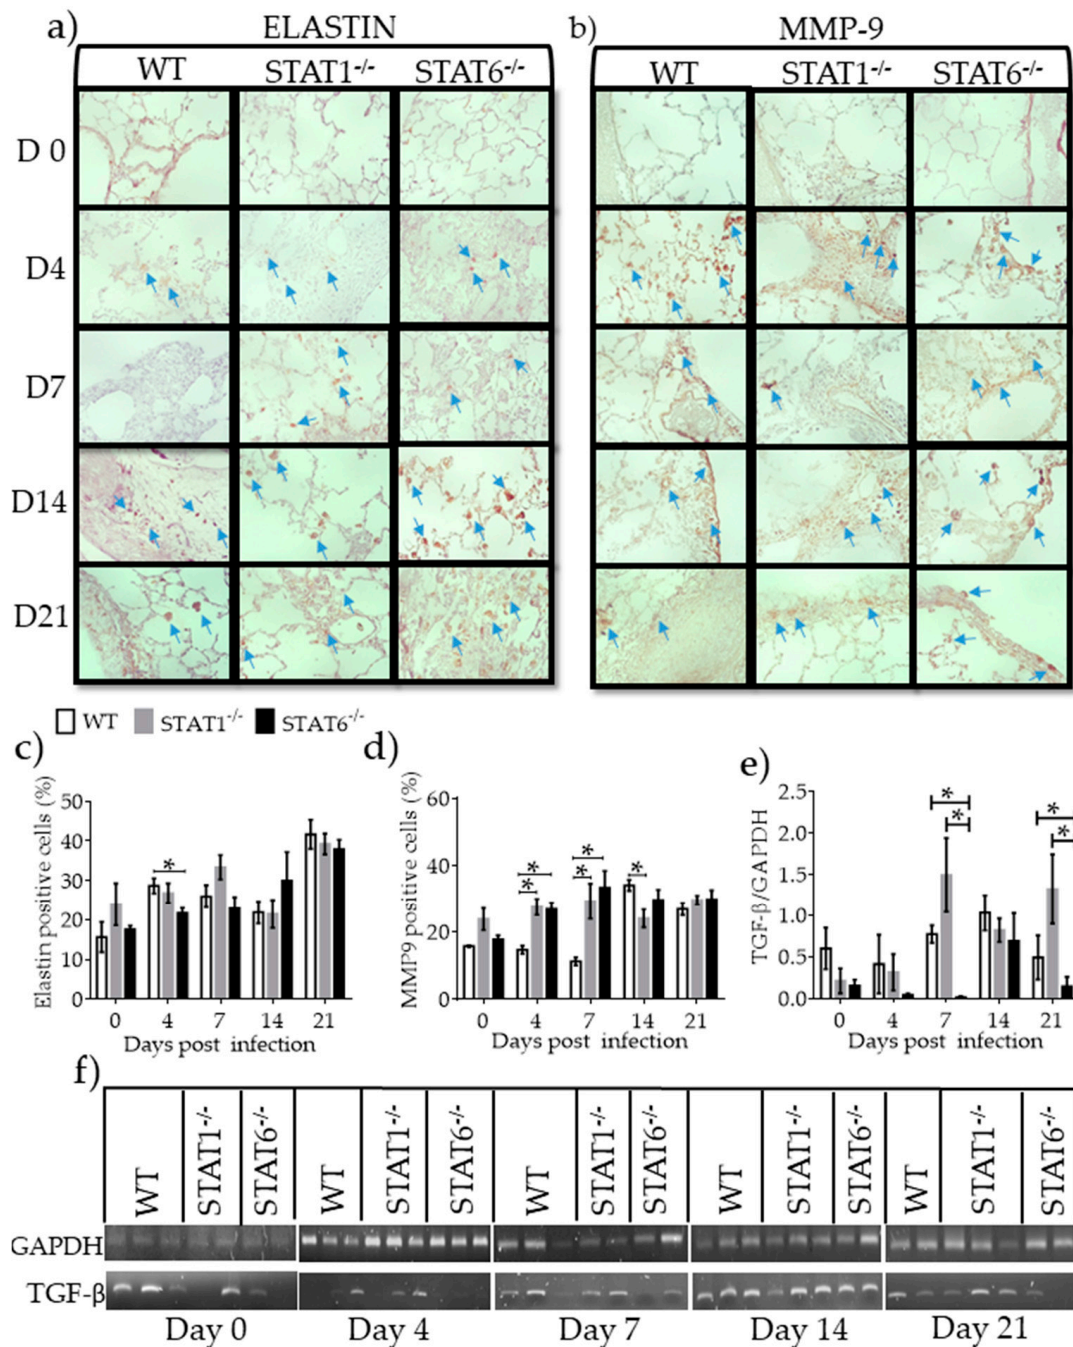 a) ELASTIN b) MMP-9
WT STAT1-/- STAT6-/- WT STAT1-/- STAT6-/-
D 0
D4
D7
D14
D21
WT STAT1-/- STAT6-/-
c) d) e)
Elastin positive cells (%)
50
40
30
20
10
0
0 4 7 14 21
Days post infection
*
MMP9 positive cells (%)
60
40
20
0
0 4 7 14 21
Days post infection
* * * * *
TGF-β/GAPDH
2.5
2.0
1.5
1.0
0.5
0.0
0 4 7 14 21
Days post infection
* * * *
f)
WT STAT1-/- STAT6-/- WT STAT1-/- STAT6-/- WT STAT1-/- STAT6-/- WT STAT1-/- STAT6-/- WT STAT1-/- STAT6-/-
GAPDH
TGF-β
Day 0 Day 4 Day 7 Day 14 Day 21